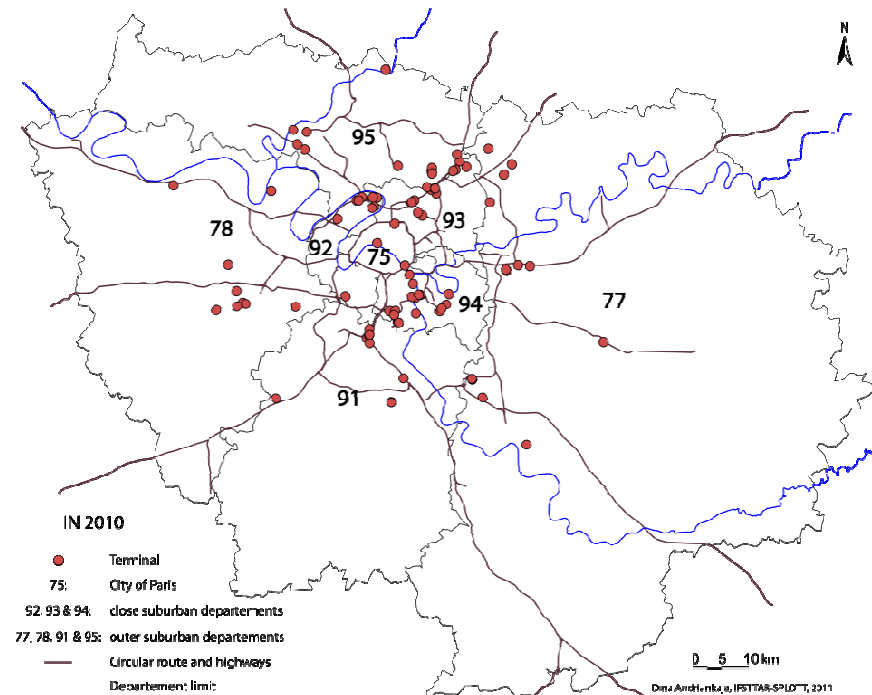 N
95
78
93
92
75
94
77
91
IN 2010
Terminal
75: City of Paris
92, 93 & 94: close suburban departements
77, 78, 91 & 95: outer suburban departements
Circular route and highways
Departement limit
0 5 10 km
IFSTTAR-SPLOTT, 2011